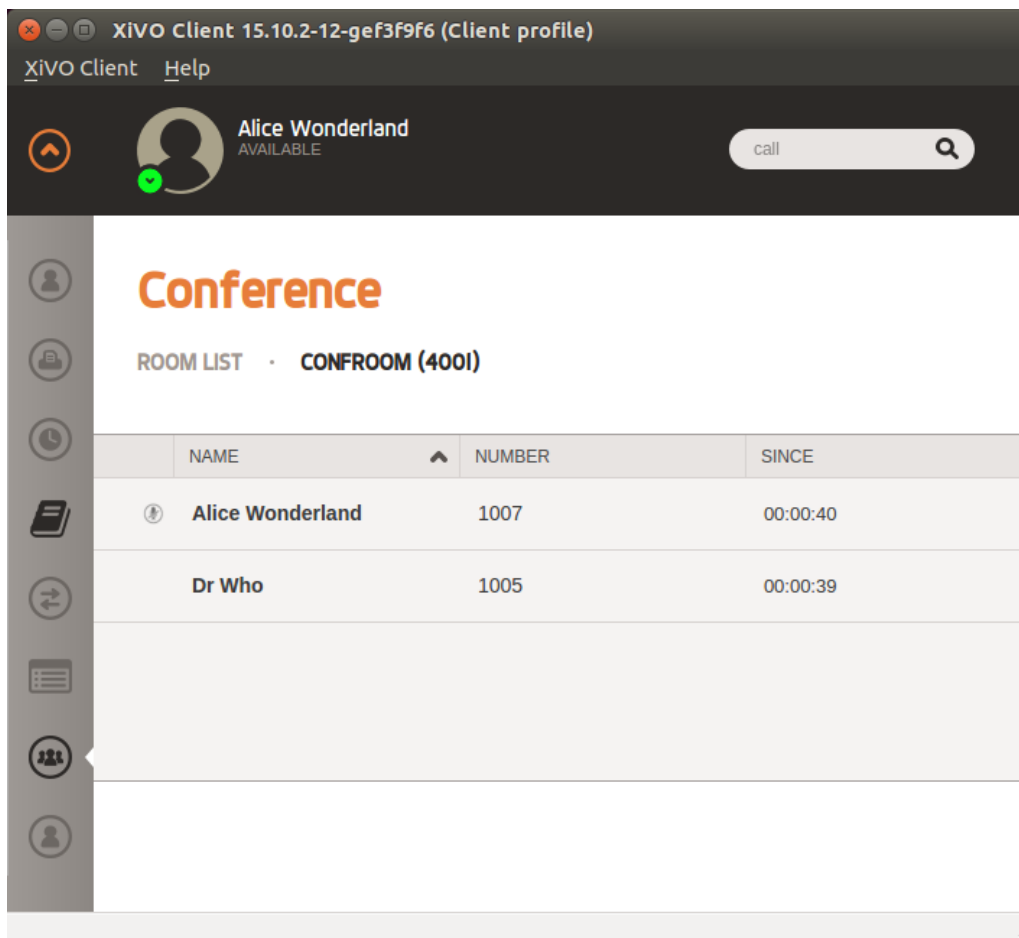 XiVO Client 15.10.2-12-gef3f9f6 (Client profile)
XiVO Client Help
Alice Wonderland
AVAILABLE
call
Conference
ROOM LIST · CONFROOM (4001)
NAME NUMBER SINCE
Alice Wonderland 1007 00:00:40
Dr Who 1005 00:00:39